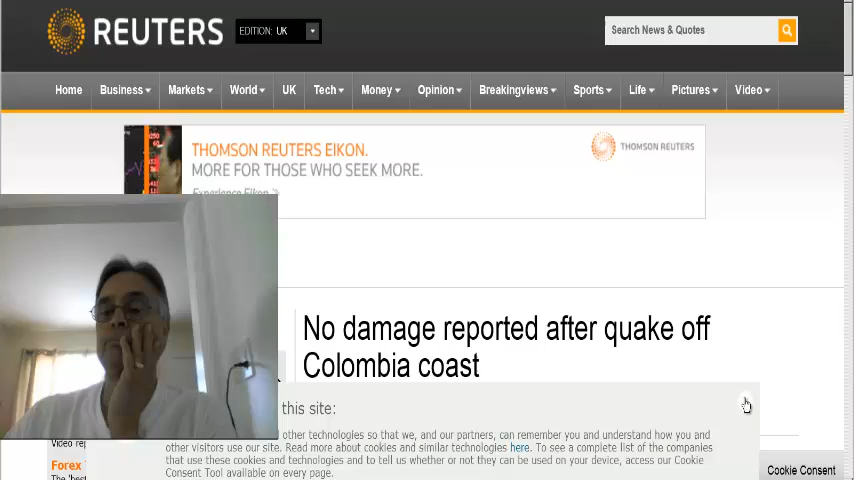 REUTERS
EDITION: UK
Search News & Quotes
Home Business Markets World UK Tech Money Opinion Breakingviews Sports Life Pictures Video
THOMSON REUTERS EIKON.
MORE FOR THOSE WHO SEEK MORE.
Experience Eikon
THOMSON REUTERS
No damage reported after quake off
Colombia coast
this site:
other technologies so that we, and our partners, can remember you and understand how you and
other visitors use our site. Read more about cookies and similar technologies here. To see a complete list of the companies
that use these cookies and technologies and to tell us whether or not they can be used on your device, access our Cookie
Consent Tool available on every page.
Video rep
Forex
The 'best
Cookie Consent